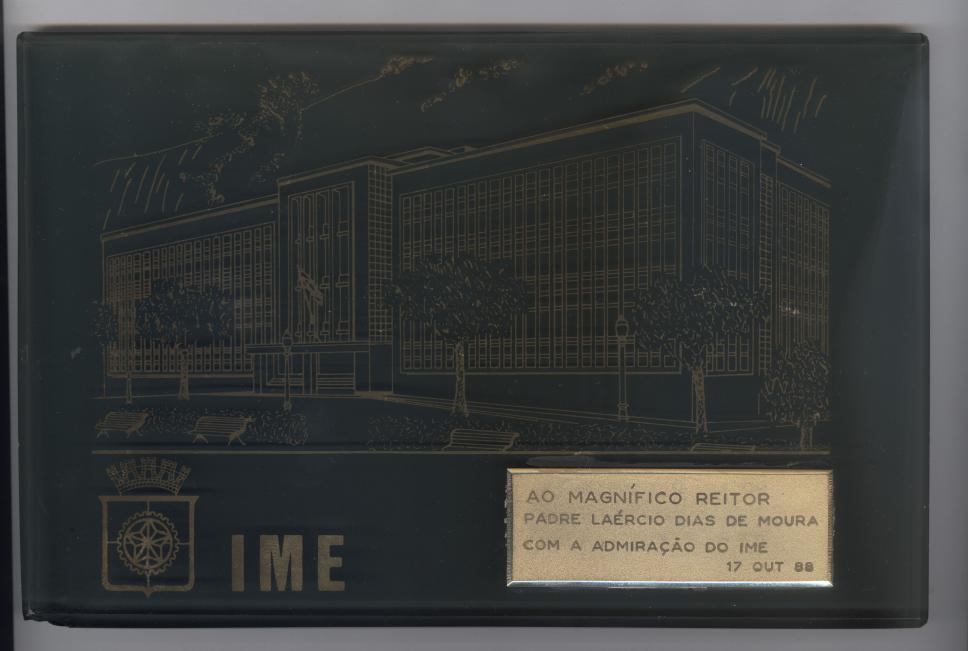 IME
AO MAGNÍFICO REITOR
PADRE LAÉRCIO DIAS DE MOURA
COM A ADMIRAÇÃO DO IME
17 OUT 88